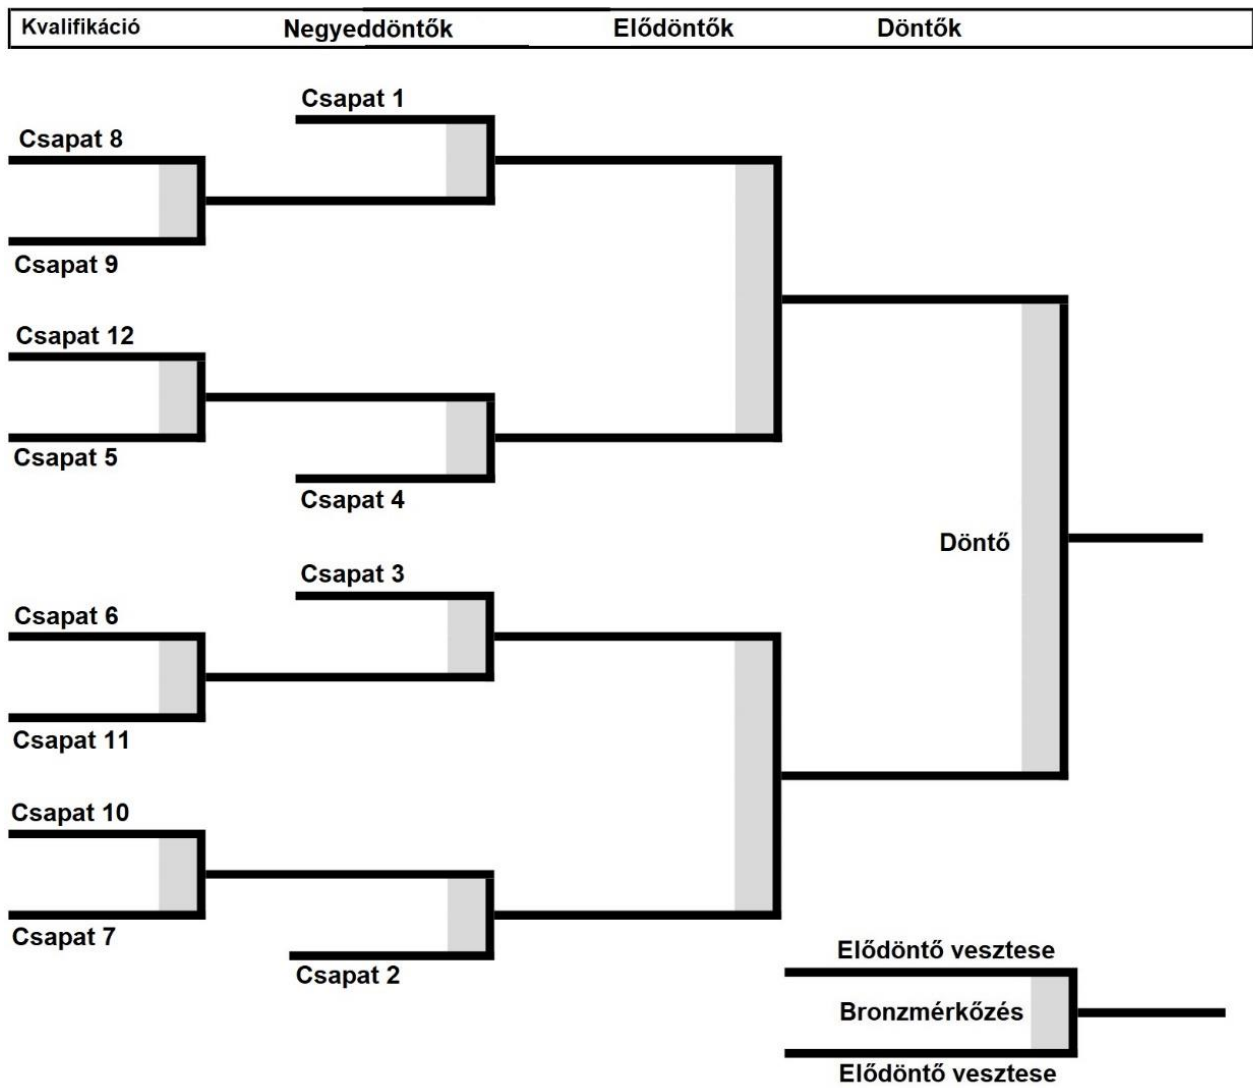 Kvalifikáció Negyeddöntők Elődöntők Döntők
Csapat 1
Csapat 8
Csapat 9
Csapat 12
Csapat 5
Csapat 4
Döntő
Csapat 3
Csapat 6
Csapat 11
Csapat 10
Csapat 7
Csapat 2
Elődöntő vesztese
Bronzmérkőzés
Elődöntő vesztese